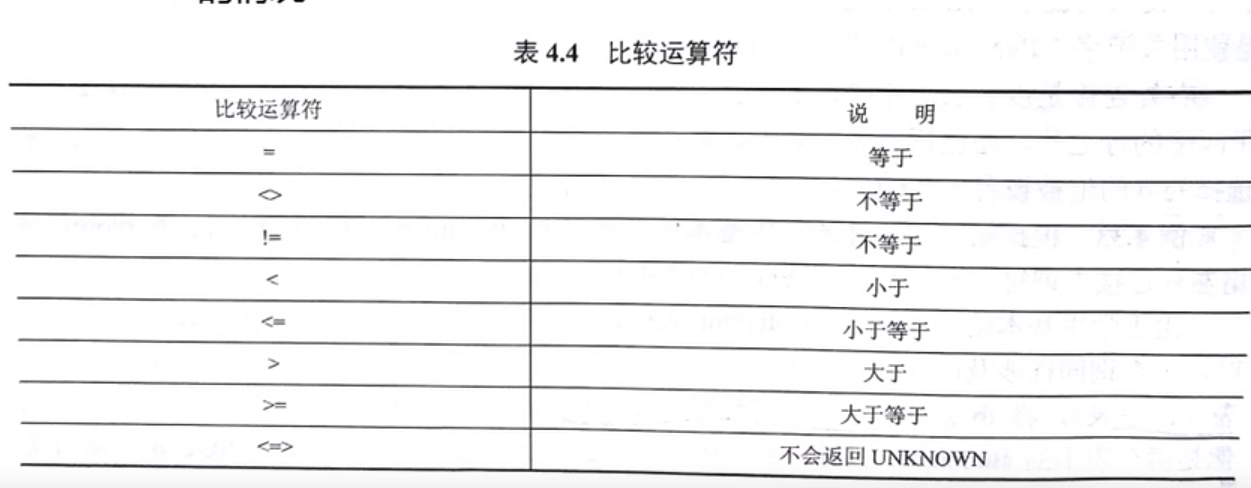 表 4.4 比较运算符
比较运算符 说 明
= 等于
<> 不等于
!= 不等于
< 小于
<= 小于等于
> 大于
>= 大于等于
<=> 不会返回 UNKNOWN